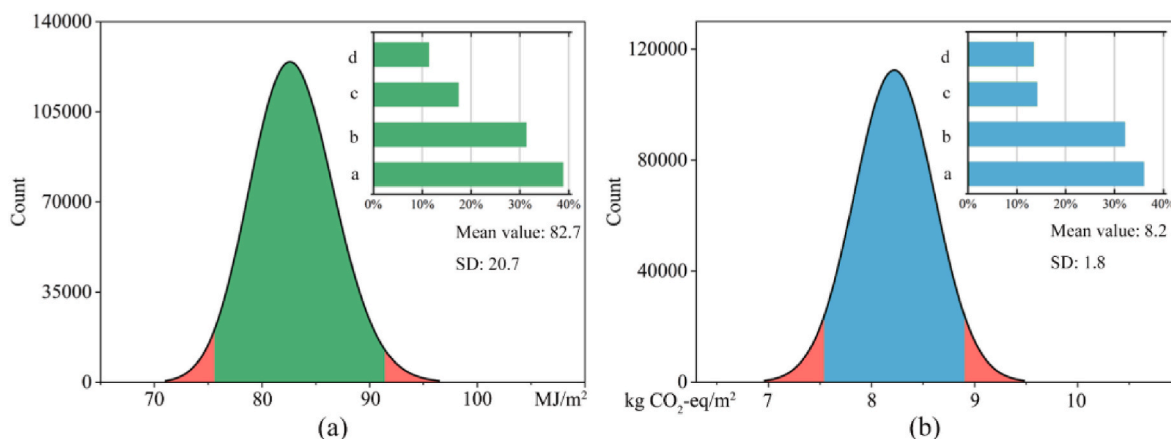 140000
105000
70000
35000
0
Count
70
80
90
100
MJ/m²
d
c
b
a
0%
10%
20%
30%
40%
Mean value: 82.7
SD: 20.7
(a)
120000
80000
40000
0
Count
kg CO₂-eq/m²
7
8
9
10
d
c
b
a
0%
10%
20%
30%
40%
Mean value: 8.2
SD: 1.8
(b)